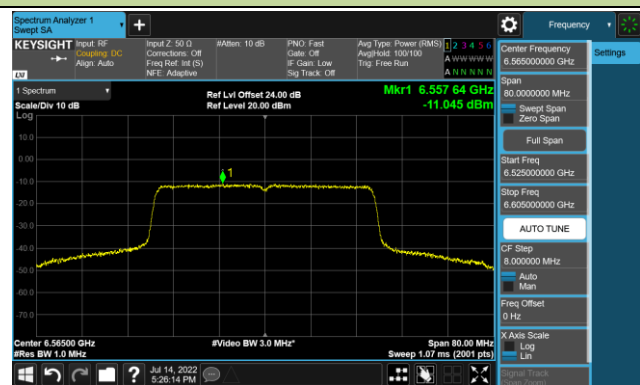 Spectrum Analyzer 1
Swept SA
Frequency
KEYSIGHT
Input: RF
Coupling: DC
Align: Auto
Input Z: 50 Ω
Corrections: Off
Freq Ref: Int (S)
NFE: Adaptive
#Atten: 10 dB
PNO: Fast
Gate: Off
IF Gain: Low
Sig Track: Off
Avg Type: Power (RMS)
Avg|Hold: 100/100
Trig: Free Run
1 2 3 4 5 6
A W W W W W
A N N N N N
LXI
1 Spectrum
Scale/Div 10 dB
Log
Ref Lvl Offset 24.00 dB
Ref Level 20.00 dBm
Mkr1 6.557 64 GHz
-11.045 dBm
10.0
0.00
-10.0
-20.0
-30.0
-40.0
-50.0
-60.0
-70.0
1
Center 6.56500 GHz
#Res BW 1.0 MHz
#Video BW 3.0 MHz*
Span 80.00 MHz
Sweep 1.07 ms (2001 pts)
Jul 14, 2022
5:26:14 PM
Center Frequency
6.565000000 GHz
Settings
Span
80.0000000 MHz
Swept Span
Zero Span
Full Span
Start Freq
6.525000000 GHz
Stop Freq
6.605000000 GHz
AUTO TUNE
CF Step
8.000000 MHz
Auto
Man
Freq Offset
0 Hz
X Axis Scale
Log
Lin
Signal Track
(Span Zoom)